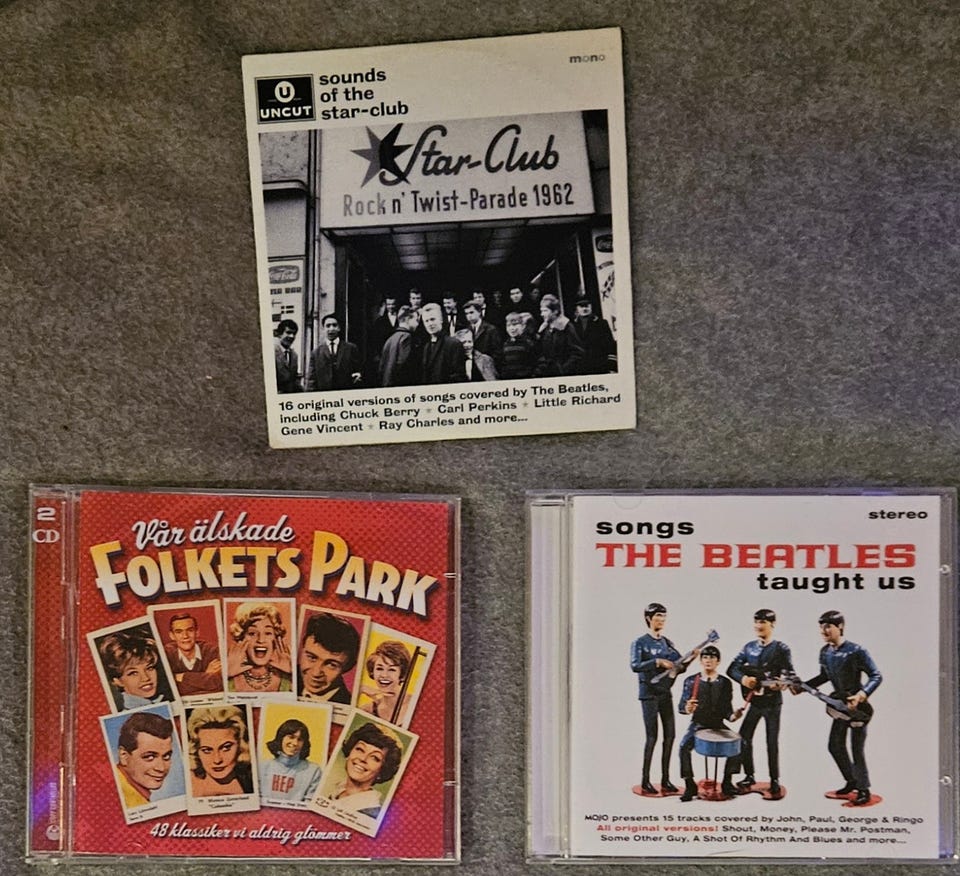 mono
U
UNCUT
sounds
of the
star-club
Star-Club
Rock n' Twist-Parade 1962
16 original versions of songs covered by The Beatles,
including Chuck Berry ★ Carl Perkins ★ Little Richard
Gene Vincent ★ Ray Charles and more...
2
CD
Vår älskade
FOLKETS PARK
HEP
48 klassiker vi aldrig glömmer
stereo
songs
THE BEATLES
taught us
MOJO presents 15 tracks covered by John, Paul, George & Ringo
All original versions! Shout, Money, Please Mr. Postman,
Some Other Guy, A Shot Of Rhythm And Blues and more...